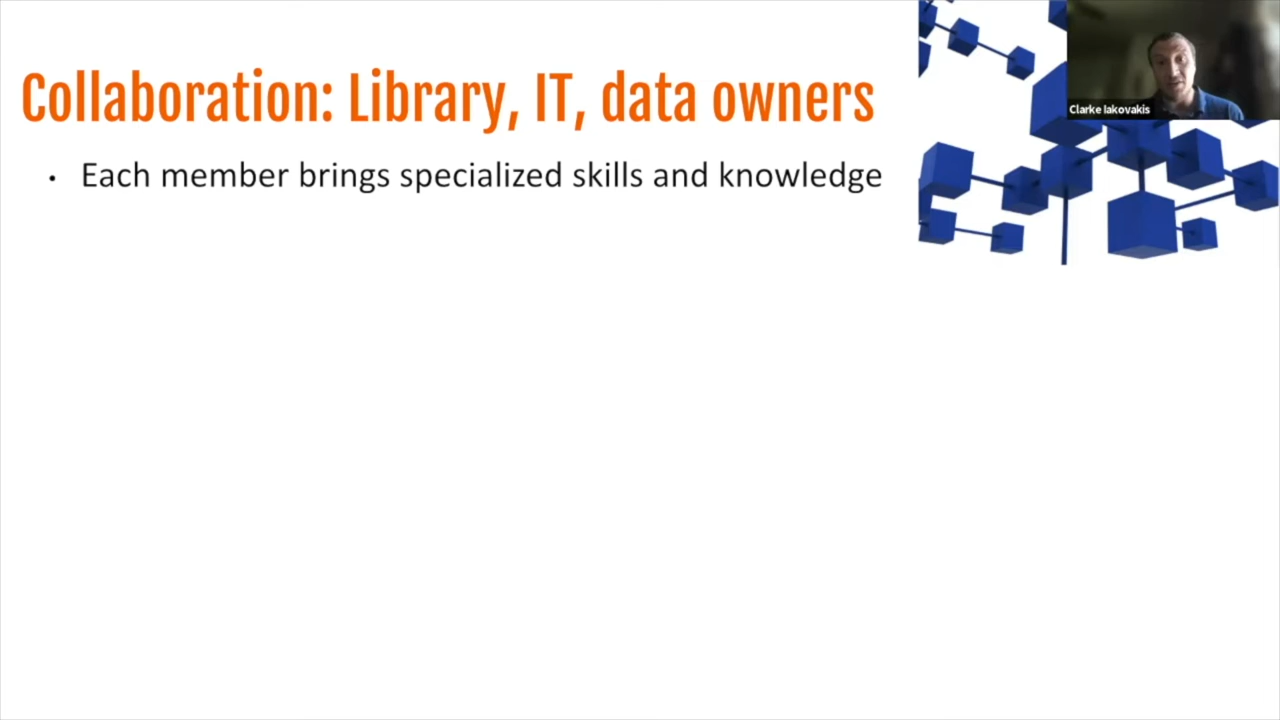 Collaboration: Library, IT, data owners
• Each member brings specialized skills and knowledge
Clarke Iakovakis